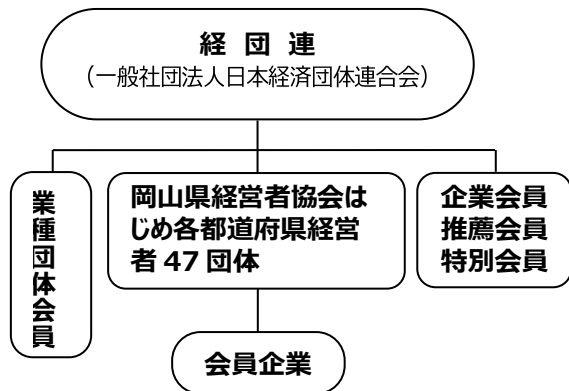 経 団 連
（一般社団法人日本経済団体連合会）
業種団体会員
岡山県経営者協会は
じめ各都道府県経営
者 47 団体
企業会員
推薦会員
特別会員
会員企業